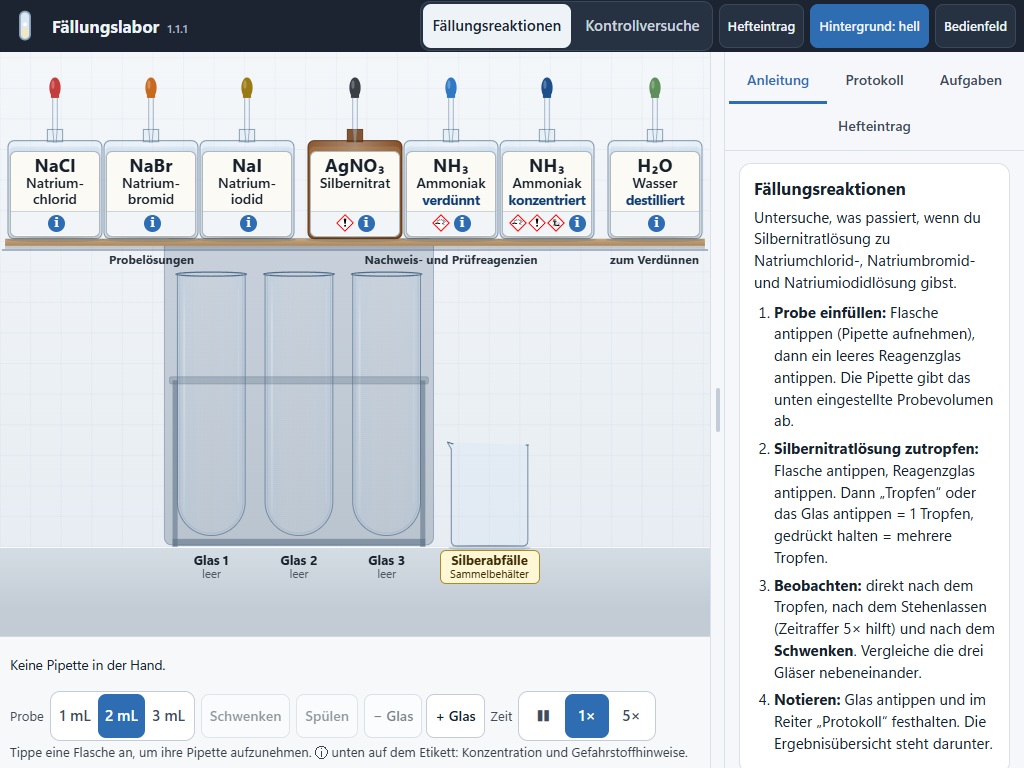 Fällungslabor 1.1.1
Fällungsreaktionen
Kontrollversuche
Hefteintrag
Hintergrund: hell
Bedienfeld
NaCl
Natrium-
chlorid
NaBr
Natrium-
bromid
NaI
Natrium-
iodid
AgNO₃
Silbernitrat
NH₃
Ammoniak
verdünnt
NH₃
Ammoniak
konzentriert
H₂O
Wasser
destilliert
Probelösungen
Nachweis- und Prüfreagenzien
zum Verdünnen
Glas 1
leer
Glas 2
leer
Glas 3
leer
Silberabfälle
Sammelbehälter
Keine Pipette in der Hand.
Probe 1 mL 2 mL 3 mL Schwenken Spülen − Glas + Glas Zeit 1× 5×
Tippe eine Flasche an, um ihre Pipette aufzunehmen. ⓘ unten auf dem Etikett: Konzentration und Gefahrstoffhinweise.
Anleitung
Protokoll
Aufgaben
Hefteintrag
Fällungsreaktionen
Untersuche, was passiert, wenn du
Silbernitratlösung zu
Natriumchlorid-, Natriumbromid-
und Natriumiodidlösung gibst.
1. Probe einfüllen: Flasche
antippen (Pipette aufnehmen),
dann ein leeres Reagenzglas
antippen. Die Pipette gibt das
unten eingestellte Probevolumen
ab.
2. Silbernitratlösung zutropfen:
Flasche antippen, Reagenzglas
antippen. Dann „Tropfen“ oder
das Glas antippen = 1 Tropfen,
gedrückt halten = mehrere
Tropfen.
3. Beobachten: direkt nach dem
Tropfen, nach dem Stehenlassen
(Zeitraffer 5× hilft) und nach dem
Schwenken. Vergleiche die drei
Gläser nebeneinander.
4. Notieren: Glas antippen und im
Reiter „Protokoll“ festhalten. Die
Ergebnisübersicht steht darunter.